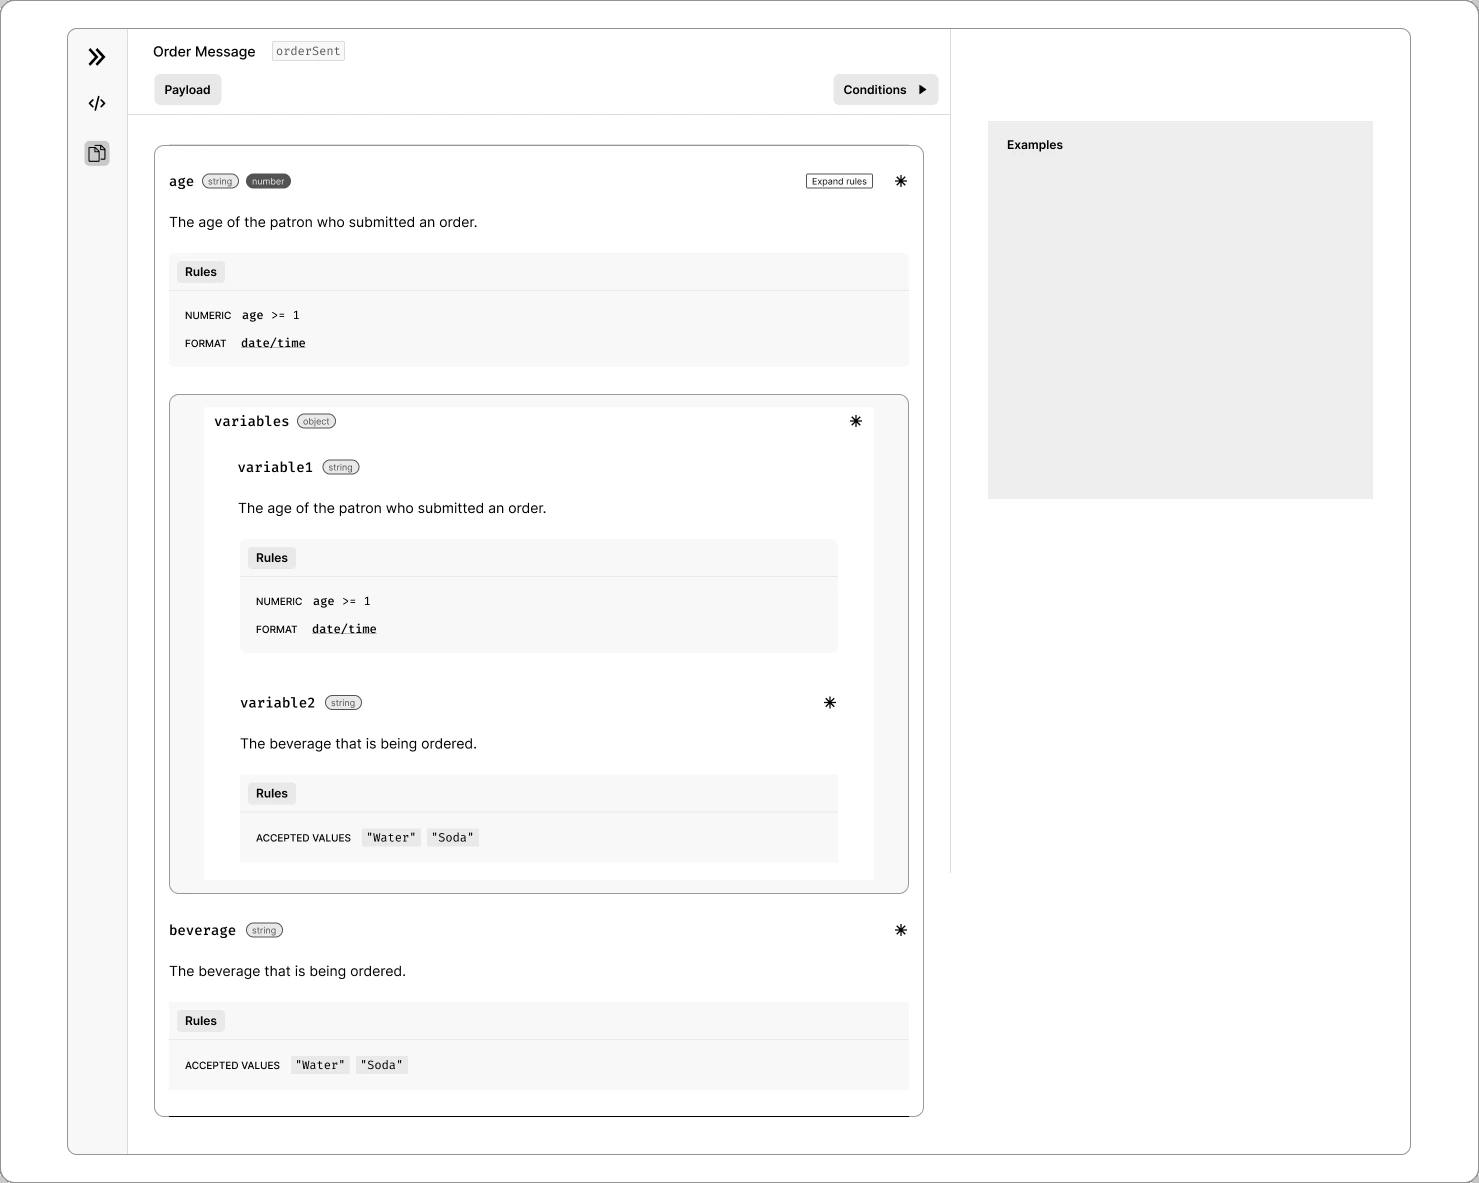 Order Message orderSent
Payload Conditions
Examples
age string number Expand rules
The age of the patron who submitted an order.
Rules
NUMERIC age >= 1
FORMAT date/time
variables object
variable1 string
The age of the patron who submitted an order.
Rules
NUMERIC age >= 1
FORMAT date/time
variable2 string
The beverage that is being ordered.
Rules
ACCEPTED VALUES "Water" "Soda"
beverage string
The beverage that is being ordered.
Rules
ACCEPTED VALUES "Water" "Soda"